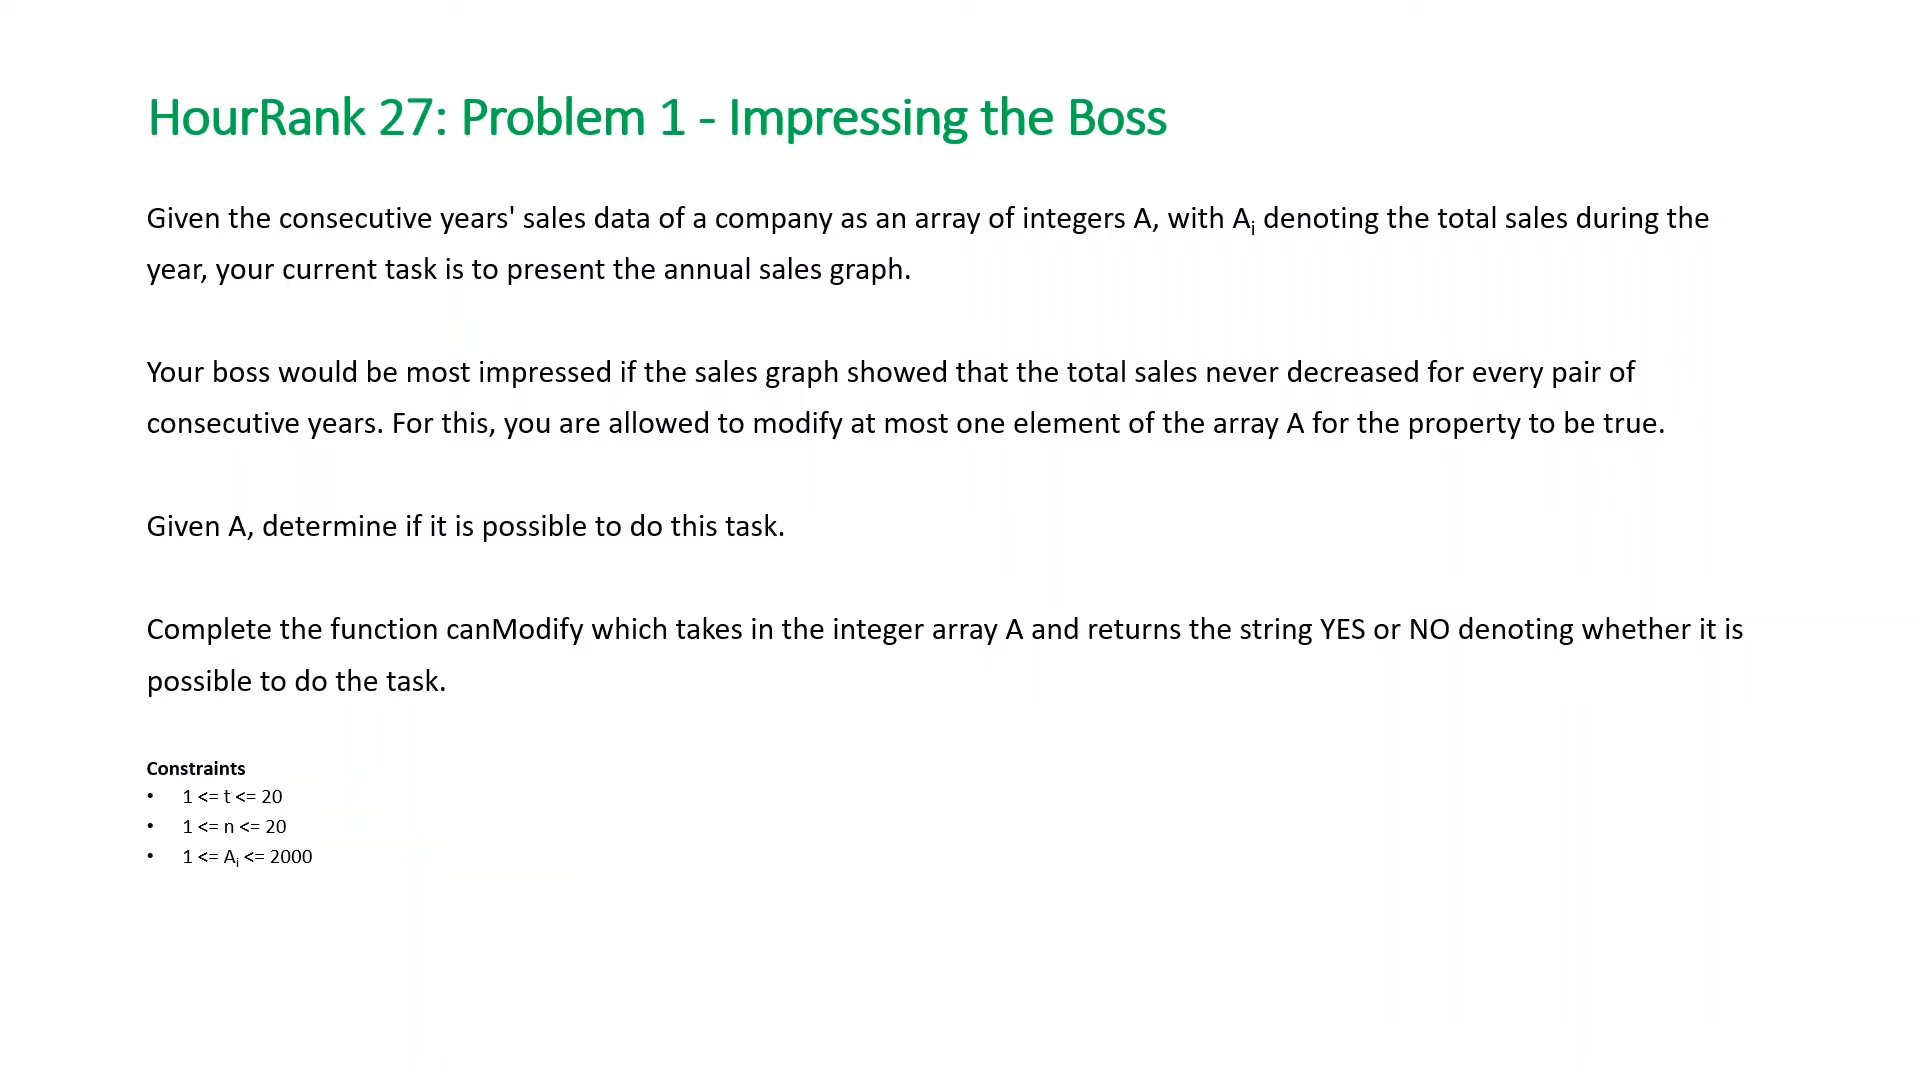 HourRank 27: Problem 1 - Impressing the Boss
Given the consecutive years' sales data of a company as an array of integers A, with Ai denoting the total sales during the
year, your current task is to present the annual sales graph.
Your boss would be most impressed if the sales graph showed that the total sales never decreased for every pair of
consecutive years. For this, you are allowed to modify at most one element of the array A for the property to be true.
Given A, determine if it is possible to do this task.
Complete the function canModify which takes in the integer array A and returns the string YES or NO denoting whether it is
possible to do the task.
Constraints
• 1 <= t <= 20
• 1 <= n <= 20
• 1 <= Ai <= 2000